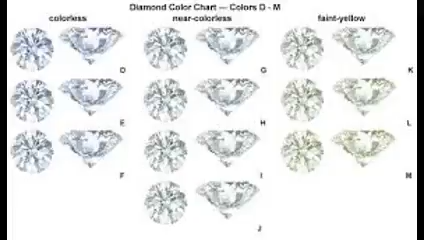 Diamond Color Chart — Colors D - M
colorless near-colorless faint-yellow
D G K
E H L
F I M
J